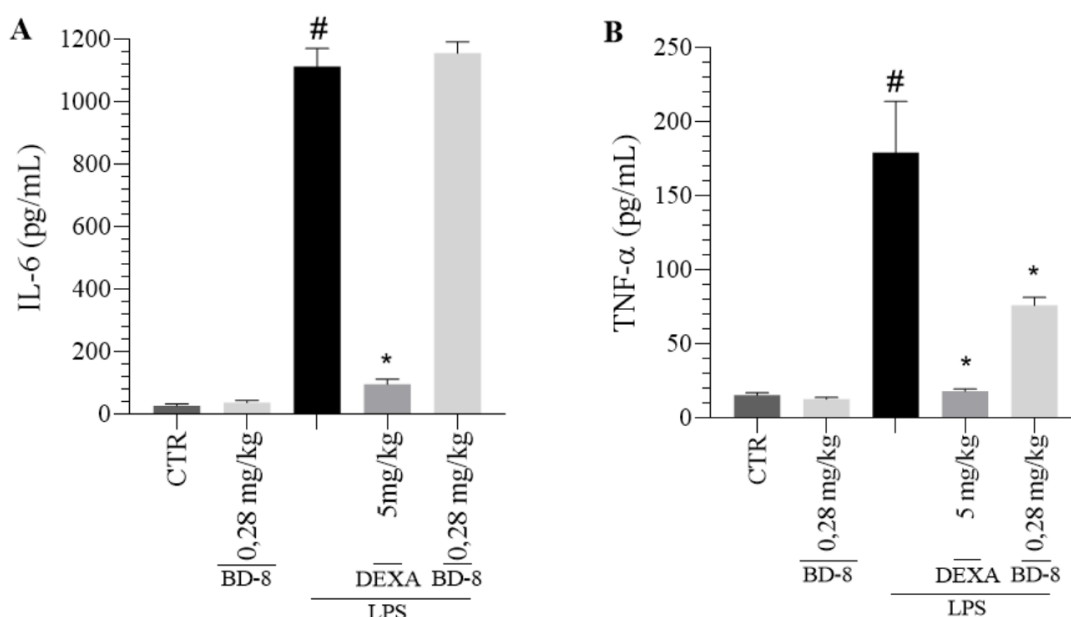 A
IL-6 (pg/mL)
1200
1000
800
600
400
200
0
#
*
CTR
0,28 mg/kg
5mg/kg
0,28 mg/kg
BD-8
DEXA
BD-8
LPS
B
TNF-α (pg/mL)
250
200
150
100
50
0
#
*
*
CTR
0,28 mg/kg
5 mg/kg
0,28 mg/kg
BD-8
DEXA
BD-8
LPS